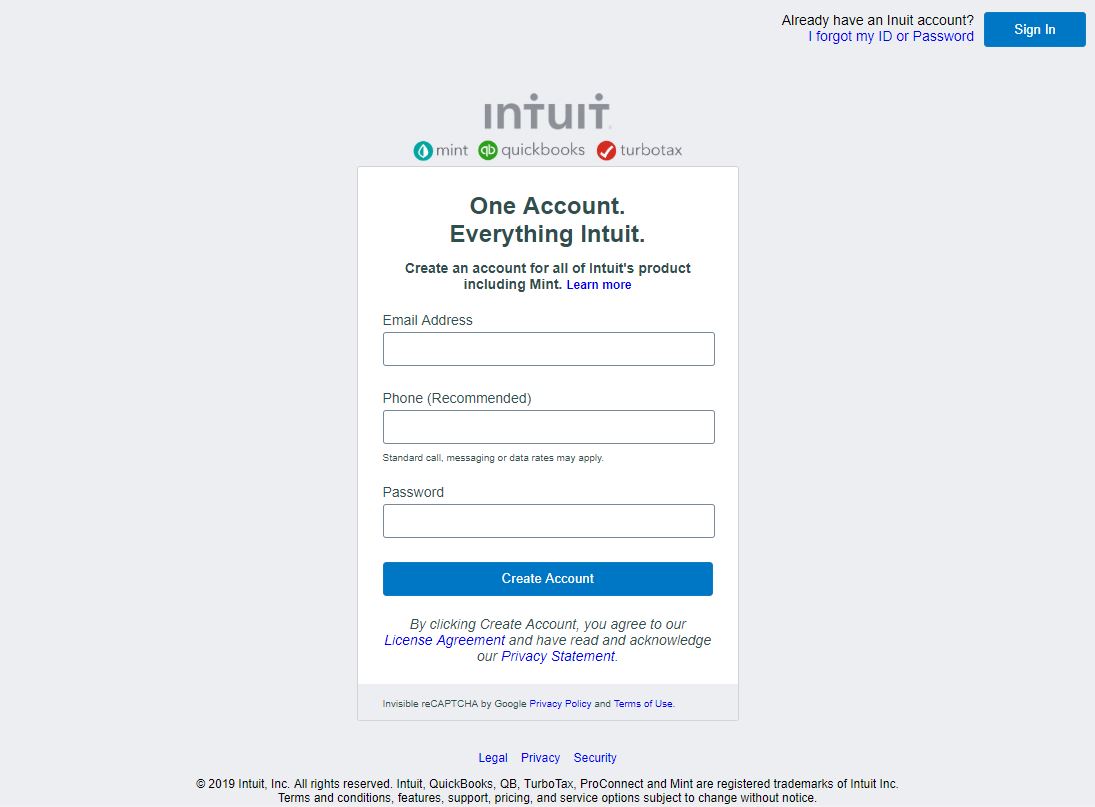 Already have an Inuit account?
I forgot my ID or Password
Sign In
intuit
mint qb quickbooks turbotax
One Account.
Everything Intuit.
Create an account for all of Intuit's product
including Mint. Learn more
Email Address
Phone (Recommended)
Standard call, messaging or data rates may apply.
Password
Create Account
By clicking Create Account, you agree to our
License Agreement and have read and acknowledge
our Privacy Statement.
Invisible reCAPTCHA by Google Privacy Policy and Terms of Use.
Legal Privacy Security
© 2019 Intuit, Inc. All rights reserved. Intuit, QuickBooks, QB, TurboTax, ProConnect and Mint are registered trademarks of Intuit Inc.
Terms and conditions, features, support, pricing, and service options subject to change without notice.